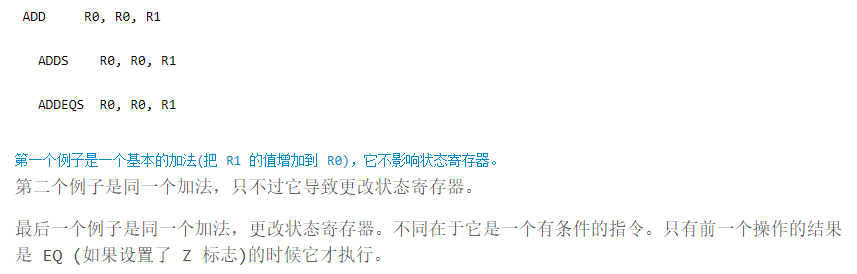 ADD R0, R0, R1
ADDS R0, R0, R1
ADDEQS R0, R0, R1
第一个例子是一个基本的加法(把 R1 的值增加到 R0)，它不影响状态寄存器。
第二个例子是同一个加法，只不过它导致更改状态寄存器。
最后一个例子是同一个加法，更改状态寄存器。不同在于它是一个有条件的指令。只有前一个操作的结果
是 EQ (如果设置了 Z 标志)的时候它才执行。